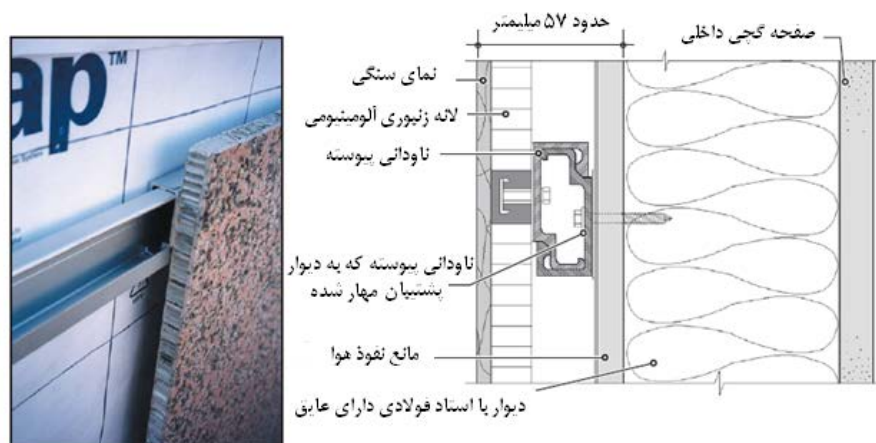 حدود ۵۷ میلیمتر
صفحه گچی داخلی
نمای سنگی
لانه زنبوری آلومینیومی
ناودانی پیوسته
ناودانی پیوسته که به دیوار
پشتیبان مهار شده
مانع نفوذ هوا
دیوار با استاد فولادی دارای عایق
ap™